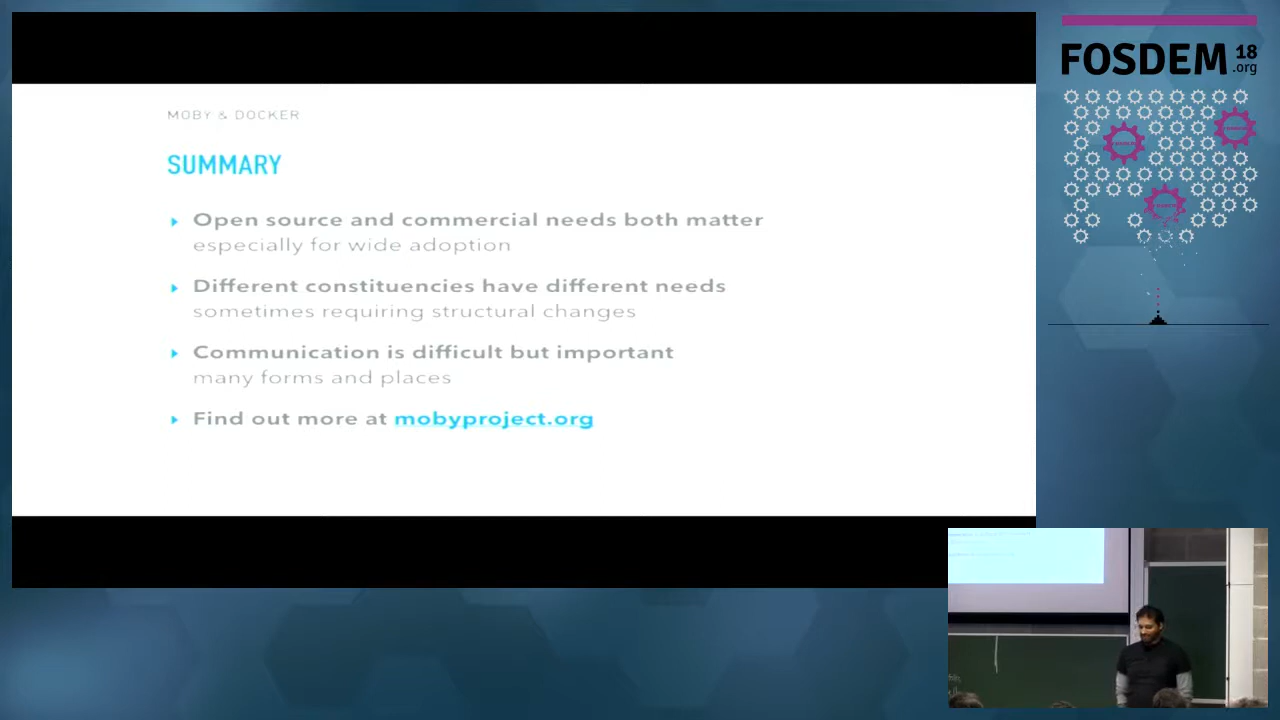 MOBY & DOCKER
SUMMARY
Open source and commercial needs both matter
especially for wide adoption
Different constituencies have different needs
sometimes requiring structural changes
Communication is difficult but important
many forms and places
Find out more at mobyproject.org
FOSDEM 18
.org